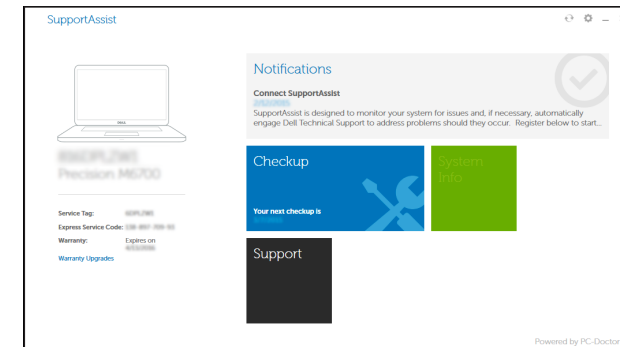 SupportAssist
DELL
Precision M6700
Service Tag:
Express Service Code:
Warranty: Expires on
Warranty Upgrades
Notifications
Connect SupportAssist
SupportAssist is designed to monitor your system for issues and, if necessary, automatically
engage Dell Technical Support to address problems should they occur. Register below to start...
Checkup
Your next checkup is
System
Info
Support
Powered by PC-Doctor